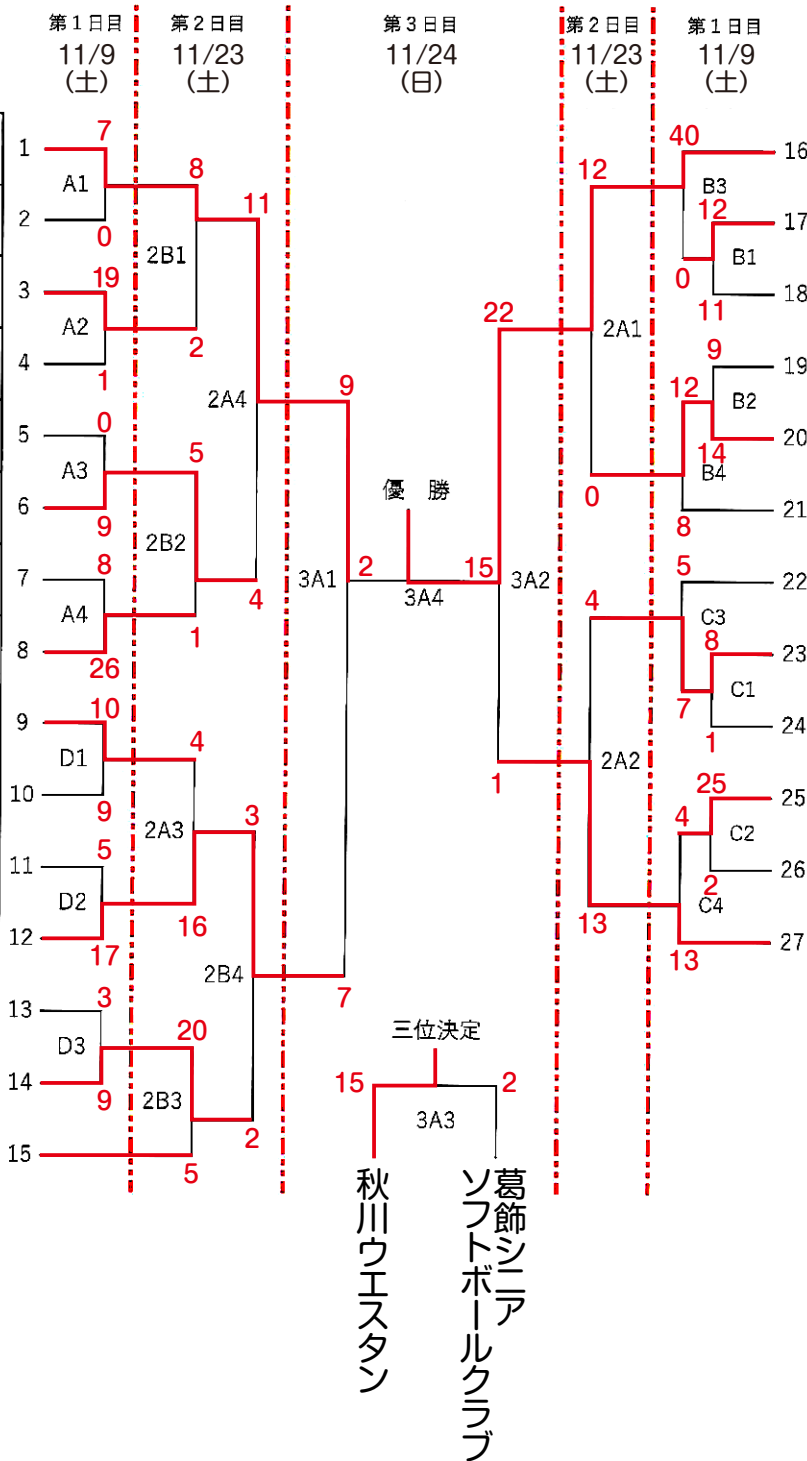 第1日目 第2日目 第3日目 第2日目 第1日目
11/9 11/23 11/24 11/23 11/9
(土) (土) (日) (土) (土)
7 40
1 16
8 12
A1 B3
11 12
2 17
0
2B1 B1
19 0
3 18
22 11
A2 2A1
2 9
4 19
1
9 12
2A4 B2
0
5 20
5 14
A3 B4
優 勝
6 0 21
9 8
2B2
8 5
7 3A1 2 15 3A2 22
3A4
4 4
A4 C3
1 8
8 23
26
7 C1
10
9 24
4 1
D1 2A2
1
10 25
9 25
3 4
2A3 C2
5
11 26
2
D2 C4
16 13
12 27
17 13
2B4
7
3
13
20 三位決定
D3
14 15 2
9
2B3 3A3
2
15
5
秋川ウエスタン
葛飾シニア
ソフトボールクラブ